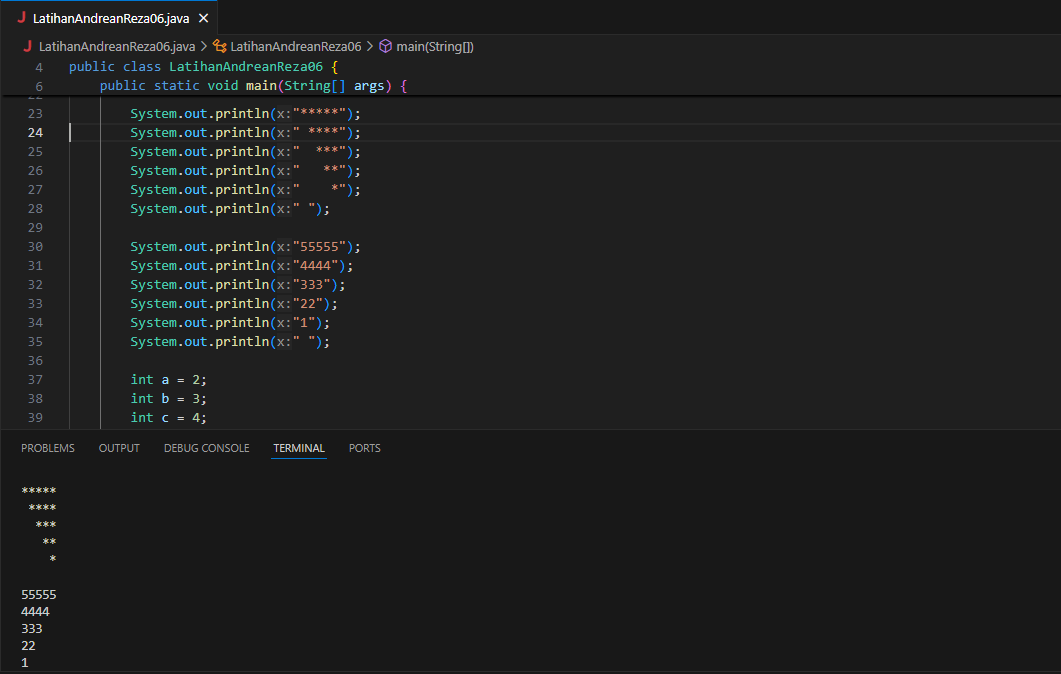 J LatihanAndreanReza06.java ×
J LatihanAndreanReza06.java > LatihanAndreanReza06 > main(String[])
4 public class LatihanAndreanReza06 {
6     public static void main(String[] args) {
22
23         System.out.println(x:"*****");
24         System.out.println(x:" ****");
25         System.out.println(x:"  ***");
26         System.out.println(x:"   **");
27         System.out.println(x:"    *");
28         System.out.println(x:" ");
29
30         System.out.println(x:"55555");
31         System.out.println(x:"4444");
32         System.out.println(x:"333");
33         System.out.println(x:"22");
34         System.out.println(x:"1");
35         System.out.println(x:" ");
36
37         int a = 2;
38         int b = 3;
39         int c = 4;
PROBLEMS OUTPUT DEBUG CONSOLE TERMINAL PORTS
*****
 ****
  ***
   **
    *
55555
4444
333
22
1